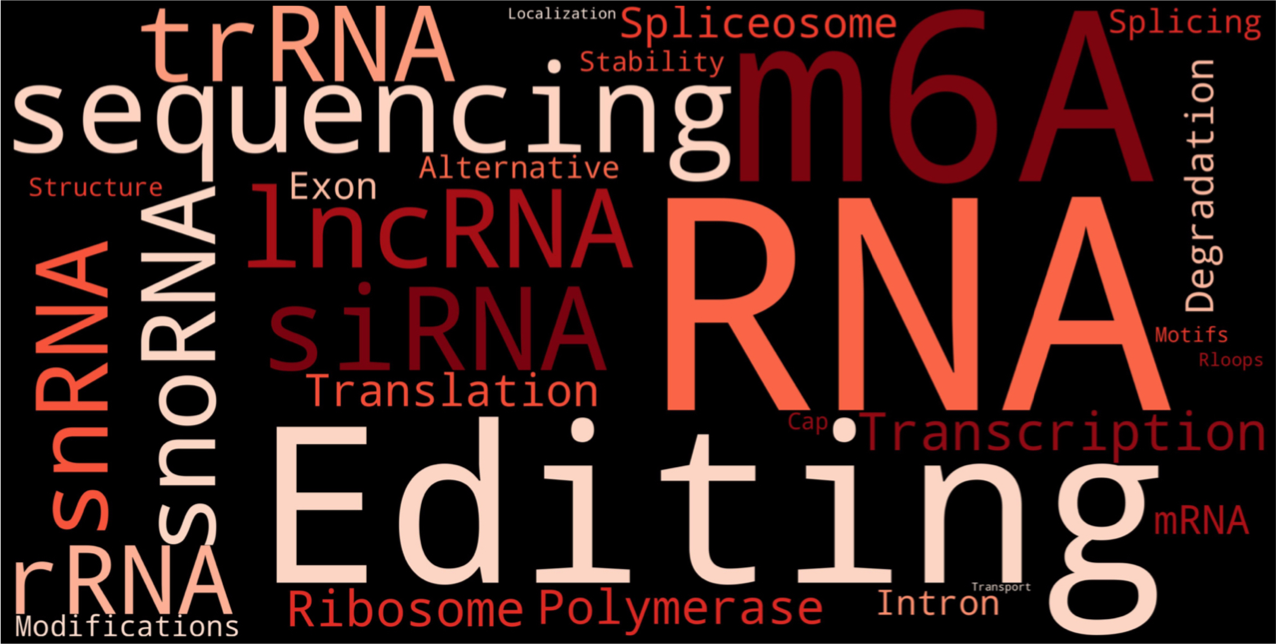 trRNA
Localization
Spliceosome
m6A
Splicing
sequencing
Stability
Degradation
Alternative
Structure
Exon
snoRNA
lncRNA
RNA
snRNA
siRNA
Motifs
Rloops
Translation
Cap
Transcription
Editing
mRNA
rRNA
Transport
Ribosome
Polymerase
Intron
Modifications